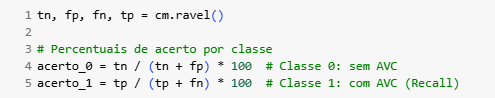 1 tn, fp, fn, tp = cm.ravel()
2
3 # Percentuais de acerto por classe
4 acerto_0 = tn / (tn + fp) * 100  # Classe 0: sem AVC
5 acerto_1 = tp / (tp + fn) * 100  # Classe 1: com AVC (Recall)